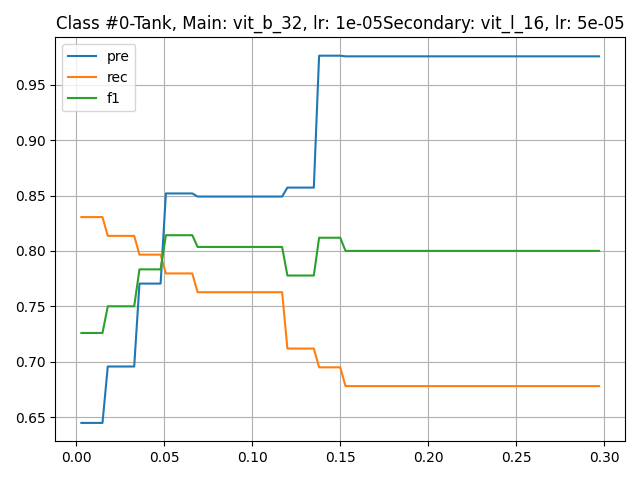 Class #0-Tank, Main: vit_b_32, lr: 1e-05Secondary: vit_l_16, lr: 5e-05
pre
rec
f1
0.95
0.90
0.85
0.80
0.75
0.70
0.65
0.00 0.05 0.10 0.15 0.20 0.25 0.30